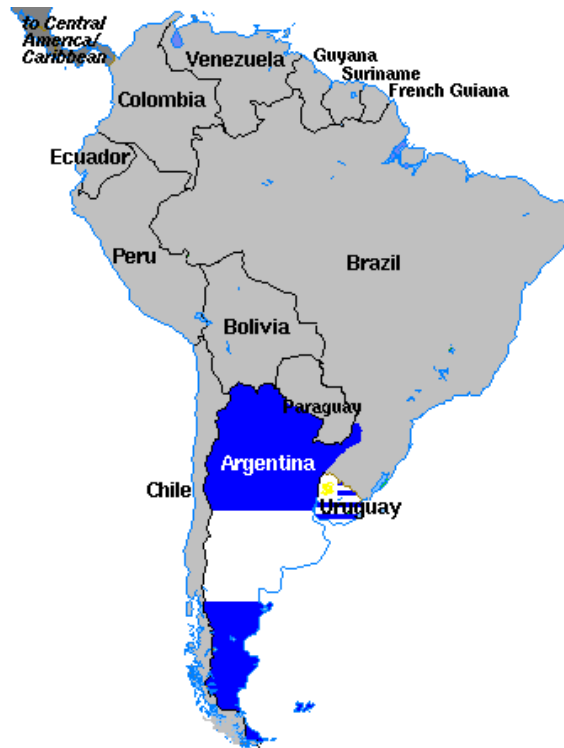 to Central
America/
Caribbean
Venezuela
Guyana
Suriname
French Guiana
Colombia
Ecuador
Peru
Brazil
Bolivia
Paraguay
Argentina
Chile
Uruguay